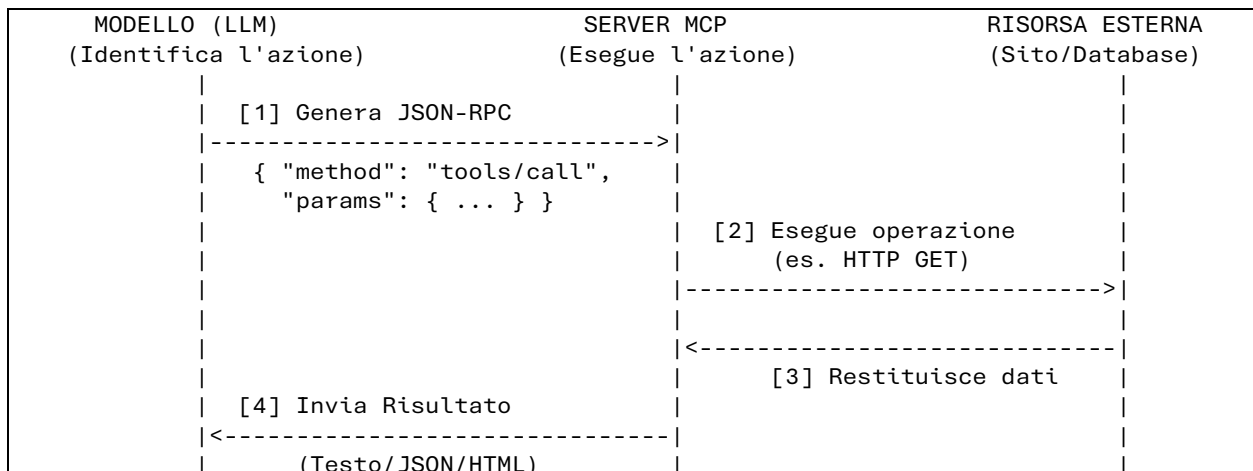 MODELLO (LLM) SERVER MCP RISORSA ESTERNA
(Identifica l'azione) (Esegue l'azione) (Sito/Database)
[1] Genera JSON-RPC
{ "method": "tools/call",
"params": { ... } }
[2] Esegue operazione
(es. HTTP GET)
[3] Restituisce dati
[4] Invia Risultato
(Testo/JSON/HTML)